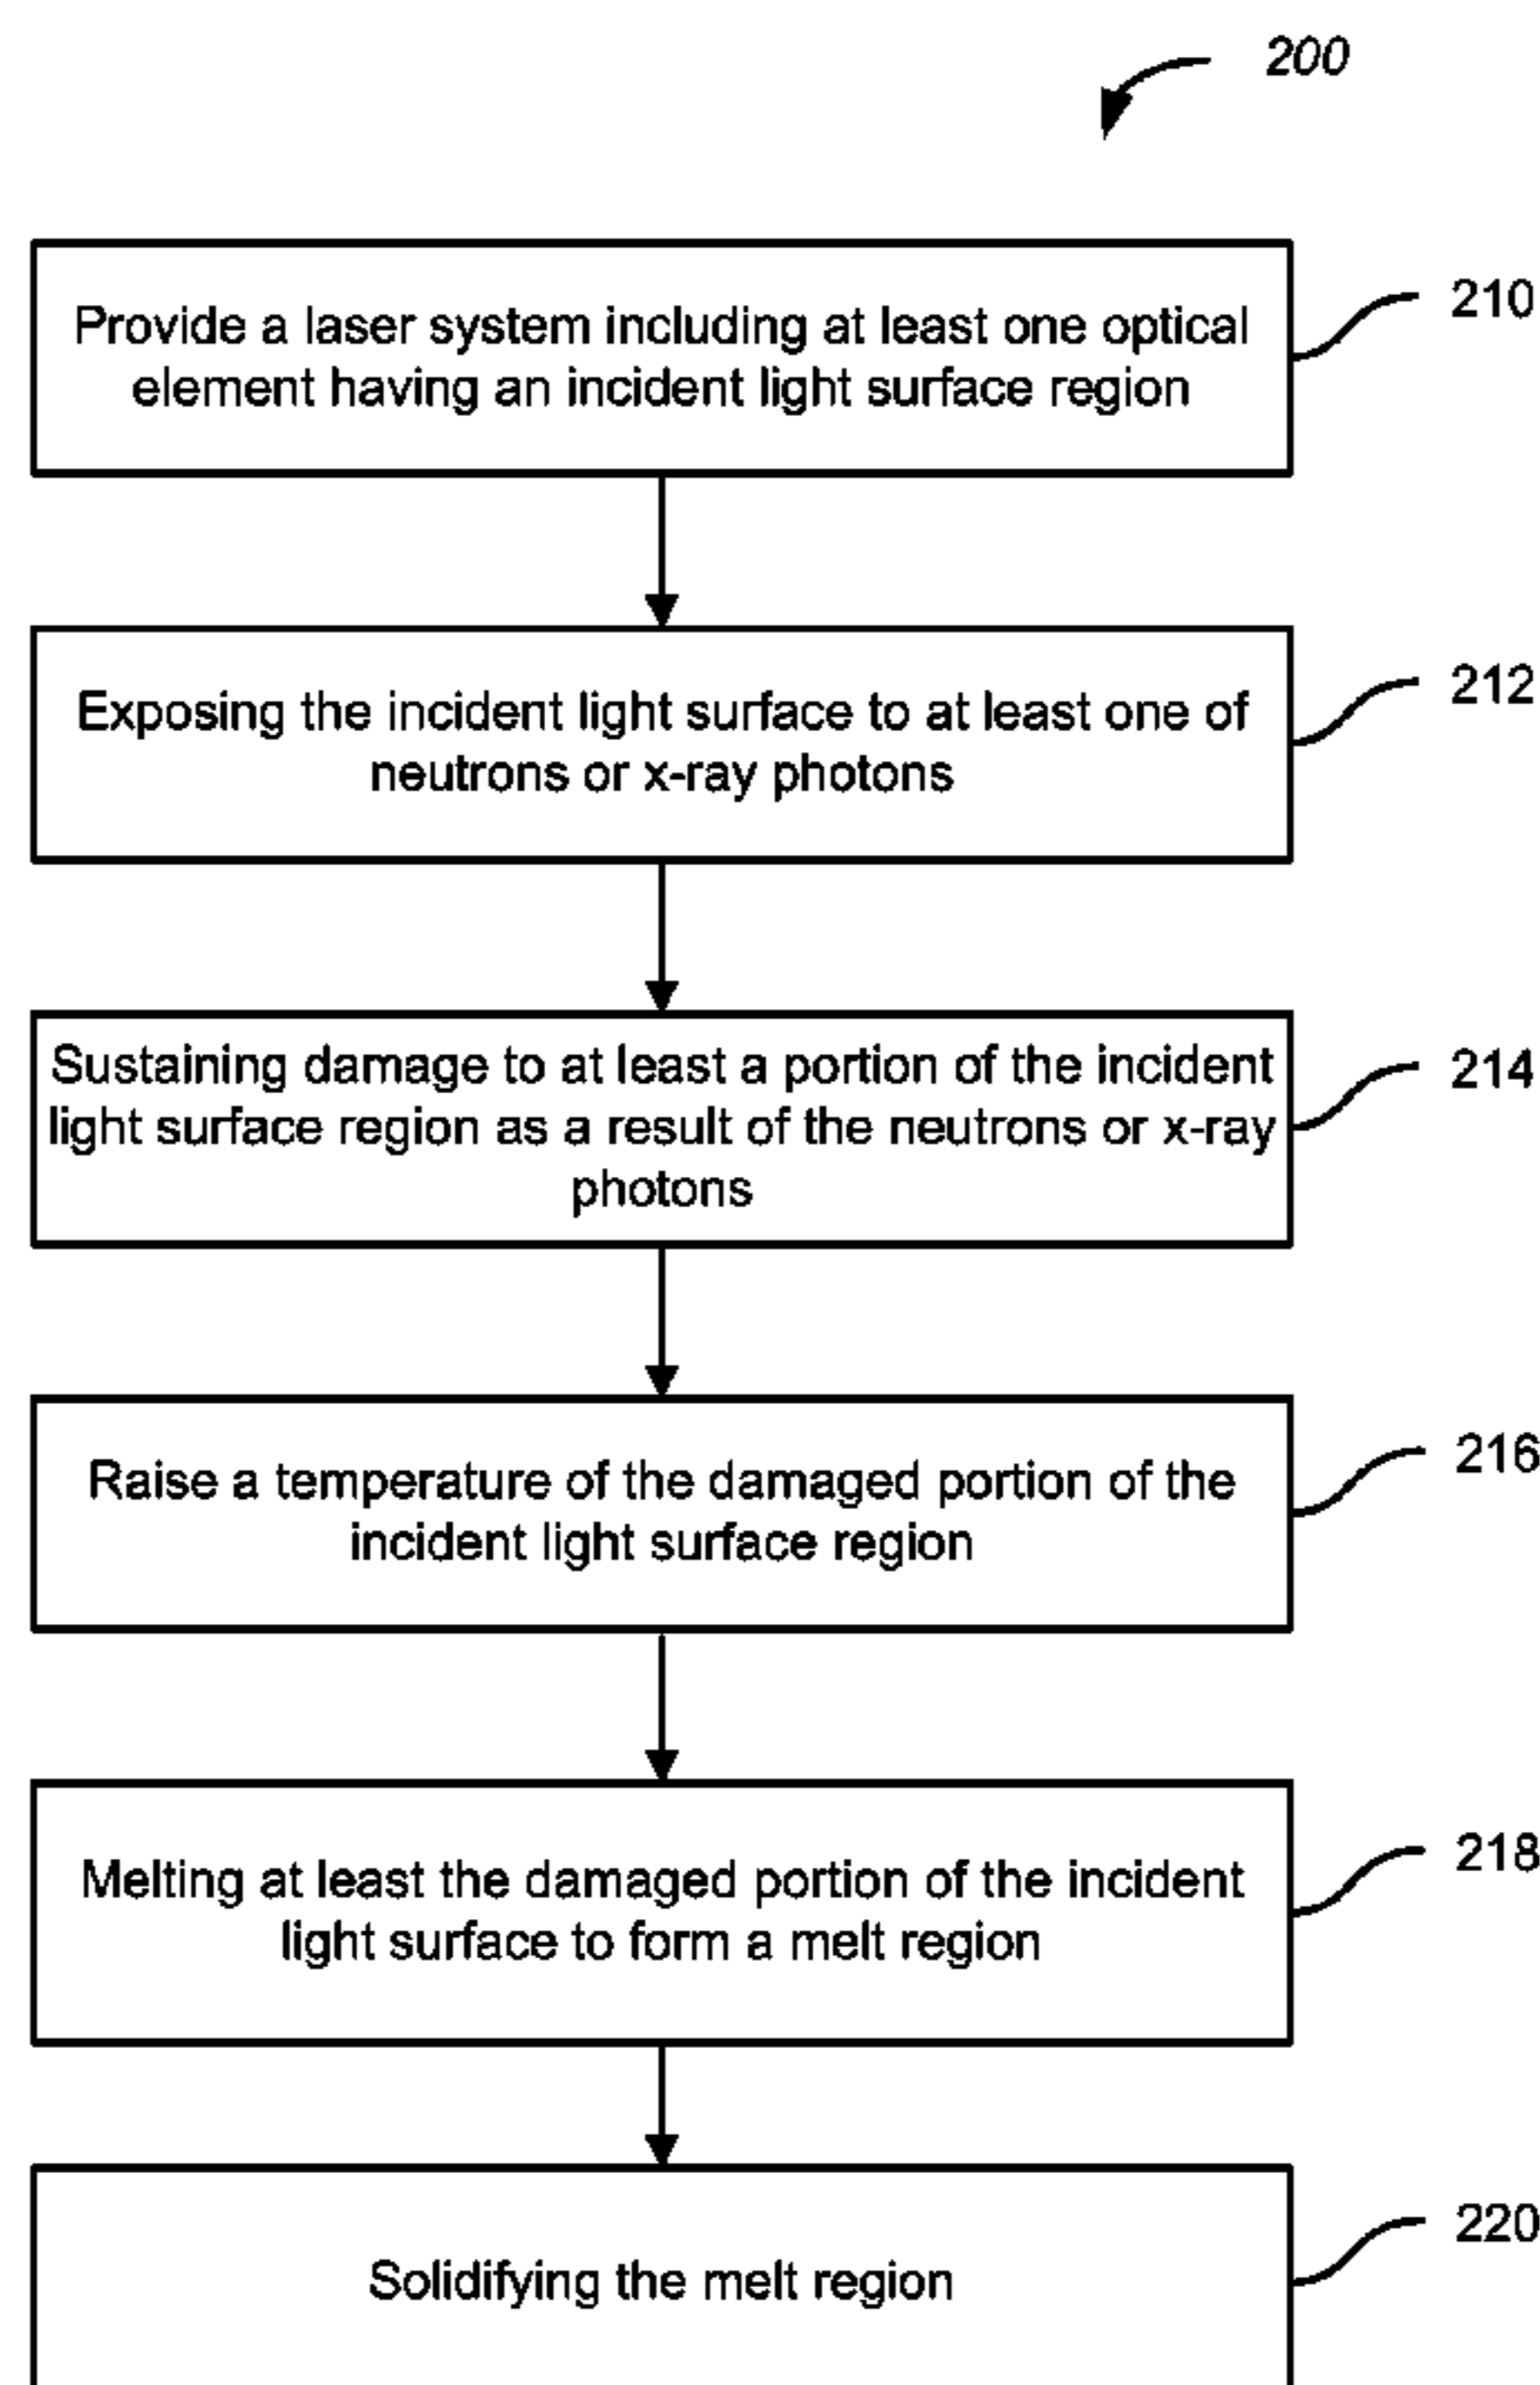 200
Provide a laser system including at least one optical
element having an incident light surface region
210
Exposing the incident light surface to at least one of
neutrons or x-ray photons
212
Sustaining damage to at least a portion of the incident
light surface region as a result of the neutrons or x-ray
photons
214
Raise a temperature of the damaged portion of the
incident light surface region
216
Melting at least the damaged portion of the incident
light surface to form a melt region
218
Solidifying the melt region
220